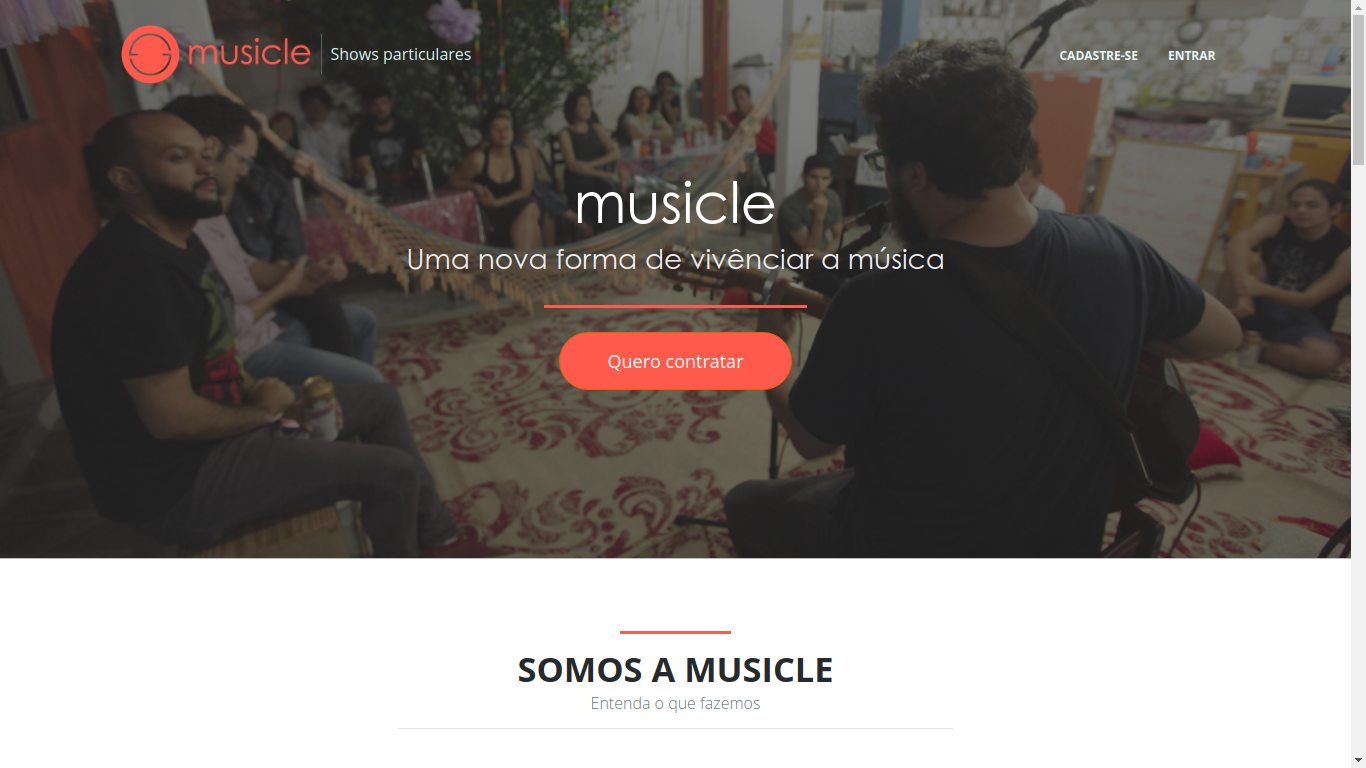 musicle
Shows particulares
CADASTRE-SE
ENTRAR
musicle
Uma nova forma de vivênciar a música
Quero contratar
SOMOS A MUSICLE
Entenda o que fazemos